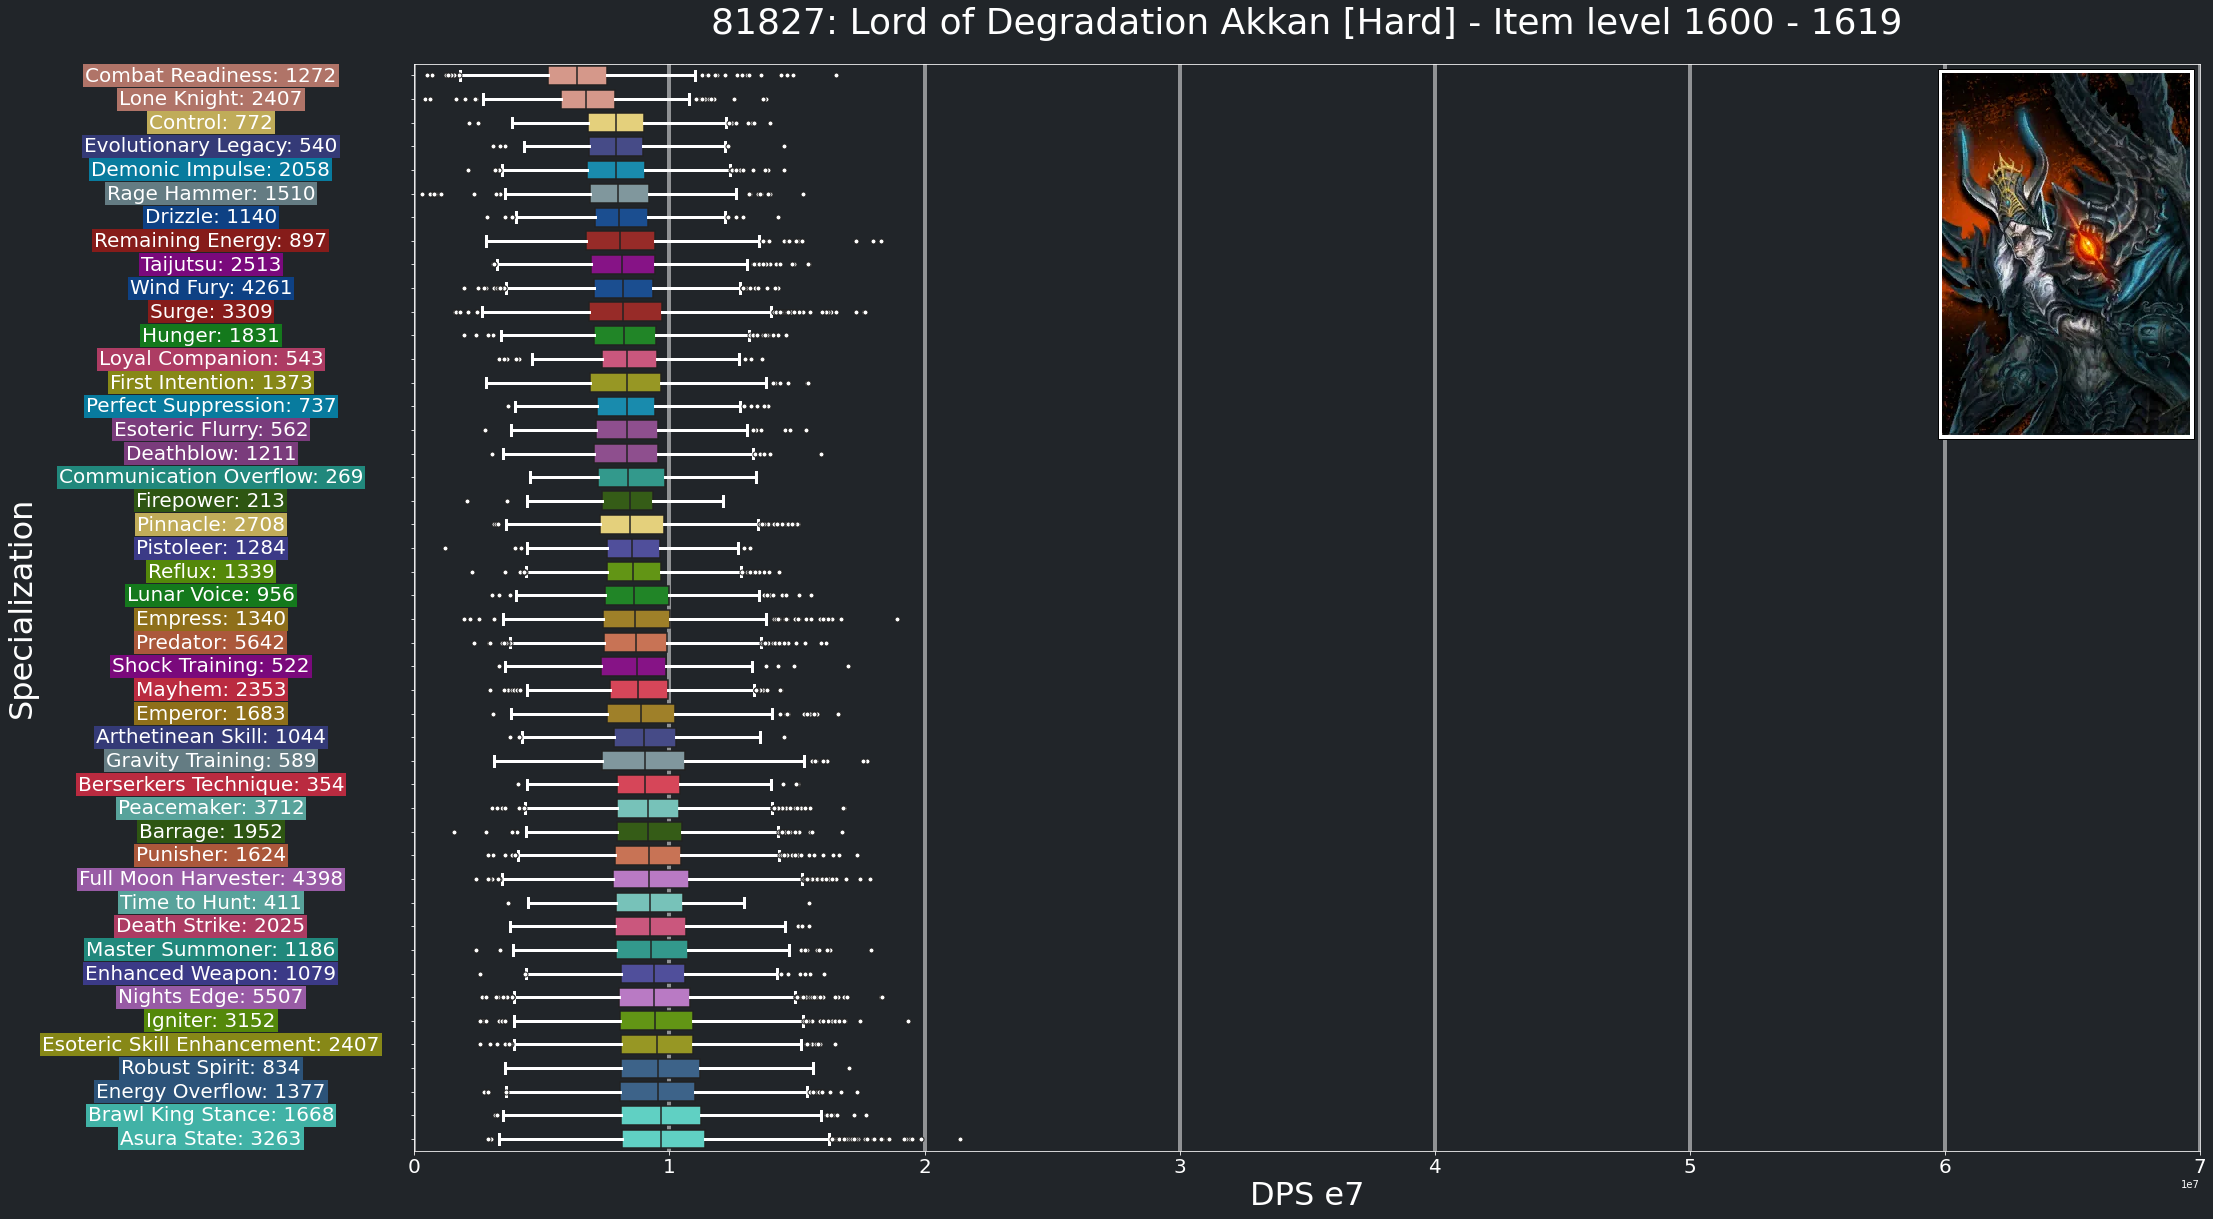 81827: Lord of Degradation Akkan [Hard] - Item level 1600 - 1619
Specialization
Combat Readiness: 1272
Lone Knight: 2407
Control: 772
Evolutionary Legacy: 540
Demonic Impulse: 2058
Rage Hammer: 1510
Drizzle: 1140
Remaining Energy: 897
Taijutsu: 2513
Wind Fury: 4261
Surge: 3309
Hunger: 1831
Loyal Companion: 543
First Intention: 1373
Perfect Suppression: 737
Esoteric Flurry: 562
Deathblow: 1211
Communication Overflow: 269
Firepower: 213
Pinnacle: 2708
Pistoleer: 1284
Reflux: 1339
Lunar Voice: 956
Empress: 1340
Predator: 5642
Shock Training: 522
Mayhem: 2353
Emperor: 1683
Arthetinean Skill: 1044
Gravity Training: 589
Berserkers Technique: 354
Peacemaker: 3712
Barrage: 1952
Punisher: 1624
Full Moon Harvester: 4398
Time to Hunt: 411
Death Strike: 2025
Master Summoner: 1186
Enhanced Weapon: 1079
Nights Edge: 5507
Igniter: 3152
Esoteric Skill Enhancement: 2407
Robust Spirit: 834
Energy Overflow: 1377
Brawl King Stance: 1668
Asura State: 3263
0 1 2 3 4 5 6 7
1e7
DPS e7